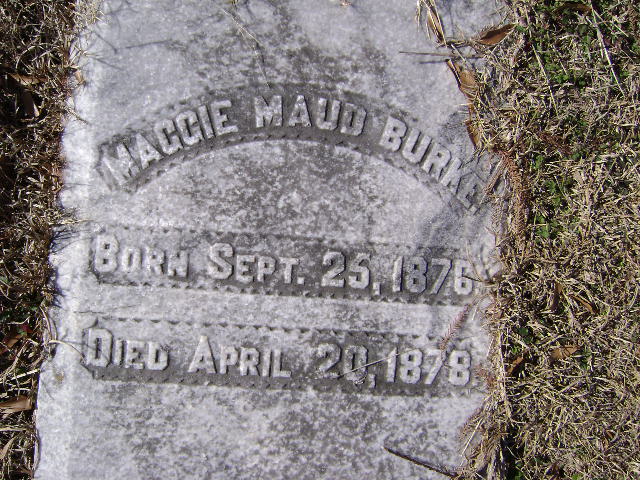 MAGGIE MAUD BURKE,
BORN SEPT. 25, 1876
DIED APRIL 20, 1878